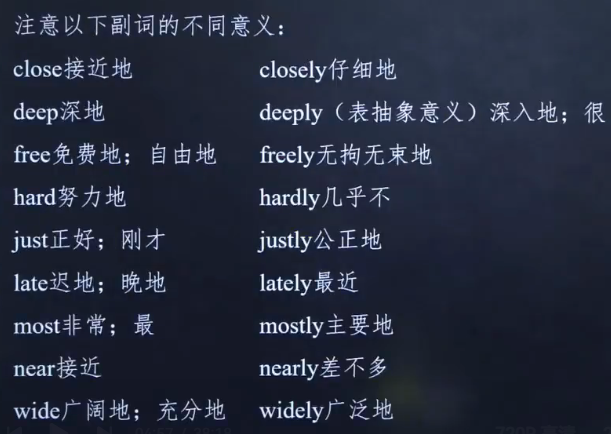 注意以下副词的不同意义：
close接近地 closely仔细地
deep深地 deeply（表抽象意义）深入地；很
free免费地；自由地 freely无拘无束地
hard努力地 hardly几乎不
just正好；刚才 justly公正地
late迟地；晚地 lately最近
most非常；最 mostly主要地
near接近 nearly差不多
wide广阔地；充分地 widely广泛地